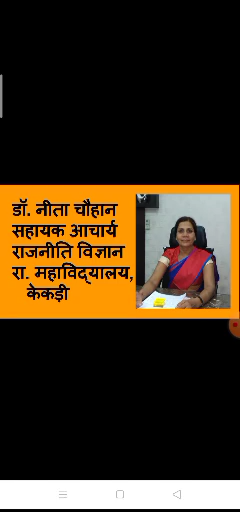 डॉ. नीता चौहान
सहायक आचार्य
राजनीति विज्ञान
रा. महाविद्यालय,
केकड़ी